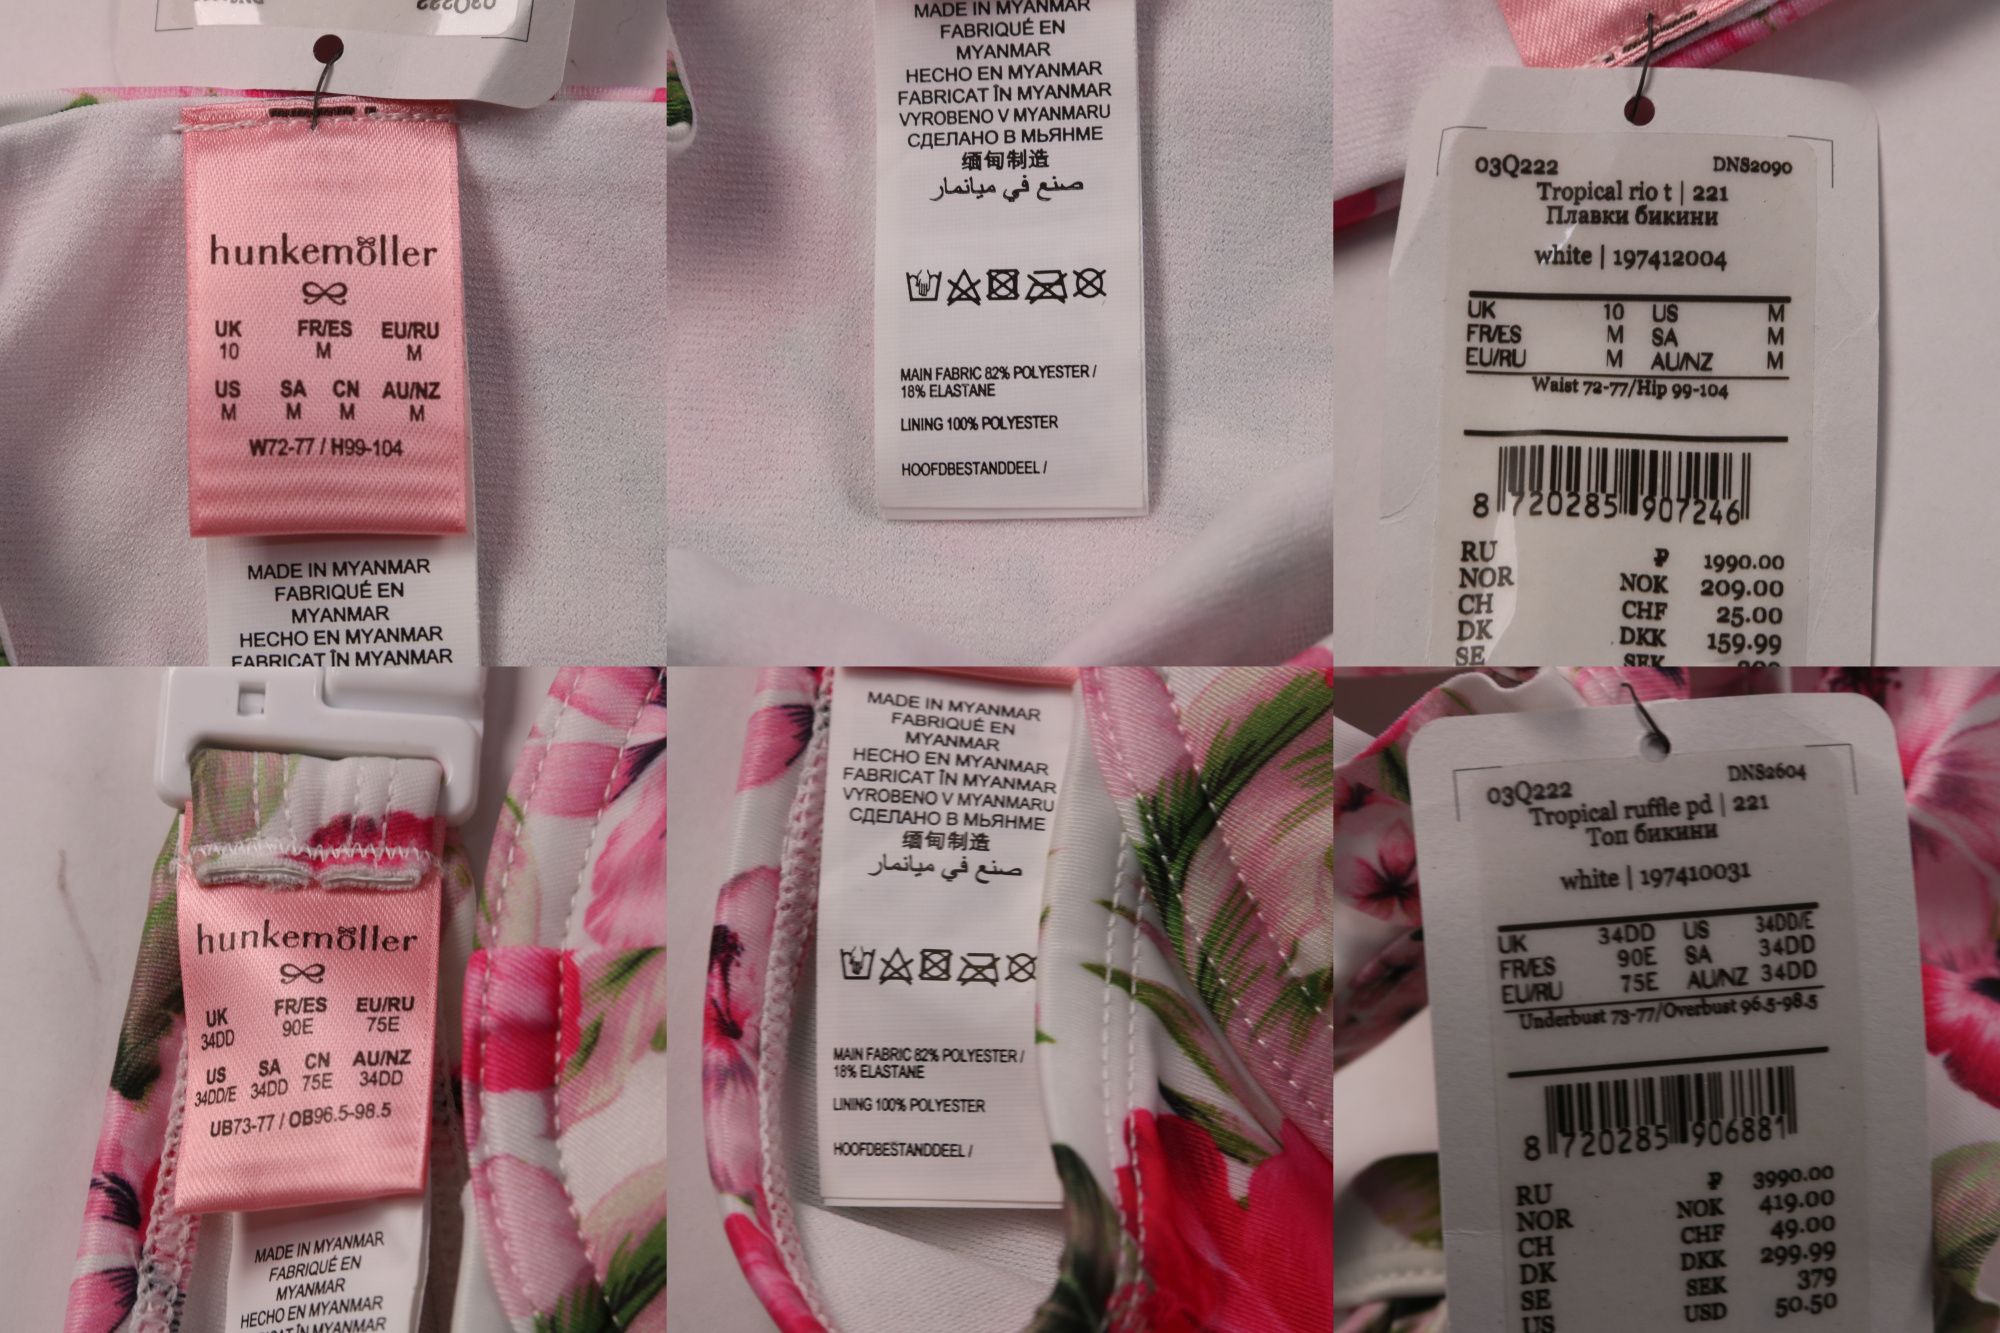 hunkemöller
UK FR/ES EU/RU
10 M M
US SA CN AU/NZ
M M M M
W72-77 / H99-104
MADE IN MYANMAR
FABRIQUÉ EN
MYANMAR
HECHO EN MYANMAR
FABRICAT ÎN MYANMAR
MADE IN MYANMAR
FABRIQUÉ EN
MYANMAR
HECHO EN MYANMAR
FABRICAT ÎN MYANMAR
VYROBENO V MYANMARU
СДЕЛАНО В МЬЯНМЕ
缅甸制造
صنع في ميانمار
MAIN FABRIC 82% POLYESTER /
18% ELASTANE
LINING 100% POLYESTER
HOOFDBESTANDDEEL /
03Q222 DNS2090
Tropical rio t | 221
Плавки бикини
white | 197412004
UK 10 US M
FR/ES M SA M
EU/RU M AU/NZ M
Waist 72-77/Hip 99-104
8 720285 907246
RU ₽ 1990.00
NOR NOK 209.00
CH CHF 25.00
DK DKK 159.99
SE SEK
hunkemöller
UK FR/ES EU/RU
34DD 90E 75E
US SA CN AU/NZ
34DD/E 34DD 75E 34DD
UB73-77 / OB96.5-98.5
MADE IN MYANMAR
FABRIQUÉ EN
MYANMAR
HECHO EN MYANMAR
FABRICAT ÎN MYANMAR
MADE IN MYANMAR
FABRIQUÉ EN
MYANMAR
HECHO EN MYANMAR
FABRICAT ÎN MYANMAR
VYROBENO V MYANMARU
СДЕЛАНО В МЬЯНМЕ
缅甸制造
صنع في ميانمار
MAIN FABRIC 82% POLYESTER /
18% ELASTANE
LINING 100% POLYESTER
HOOFDBESTANDDEEL /
03Q222 DNS2604
Tropical ruffle pd | 221
Топ бикини
white | 197410031
UK 34DD US 34DD/E
FR/ES 90E SA 34DD
EU/RU 75E AU/NZ 34DD
Underbust 73-77/Overbust 96.5-98.5
8 720285 906881
RU ₽ 3990.00
NOR NOK 419.00
CH CHF 49.00
DK DKK 299.99
SE SEK 379
US USD 50.50